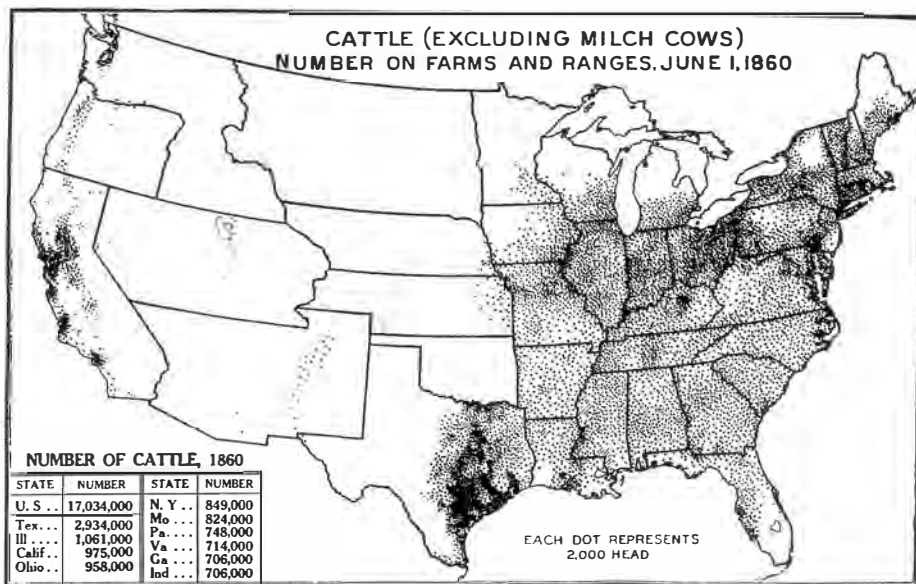 CATTLE (EXCLUDING MILCH COWS)
NUMBER ON FARMS AND RANGES, JUNE 1, 1860
NUMBER OF CATTLE, 1860
STATE NUMBER STATE NUMBER
U. S .. 17,034,000 N. Y .. 849,000
Tex... 2,934,000 Mo .... 824,000
Ill .... 1,061,000 Pa.... 748,000
Calif.. 975,000 Va .... 714,000
Ohio.. 958,000 Ga .... 706,000
Ind ... 706,000
EACH DOT REPRESENTS
2,000 HEAD